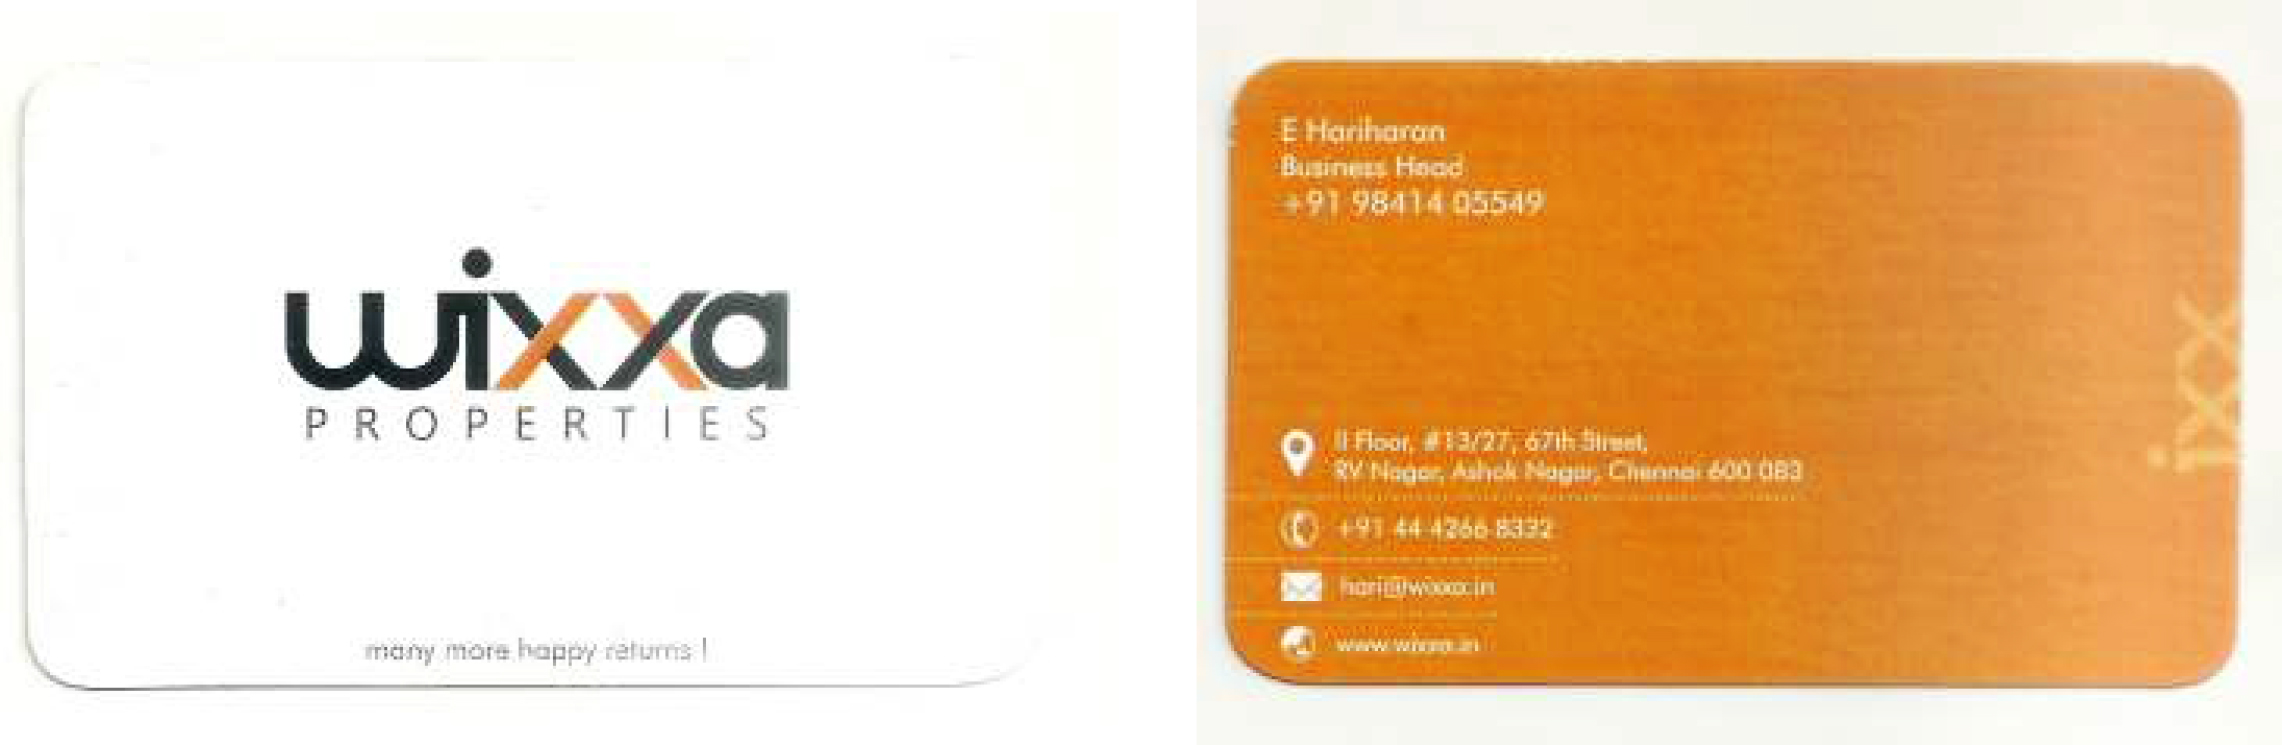 wixxa
PROPERTIES
many more happy returns !
E Hariharan
Business Head
+91 98414 05549
II Floor, #13/27, 67th Street,
RV Nagar, Ashok Nagar, Chennai 600 083
+91 44 4266 8332
hari@wixxa.in
www.wixxa.in
ixx